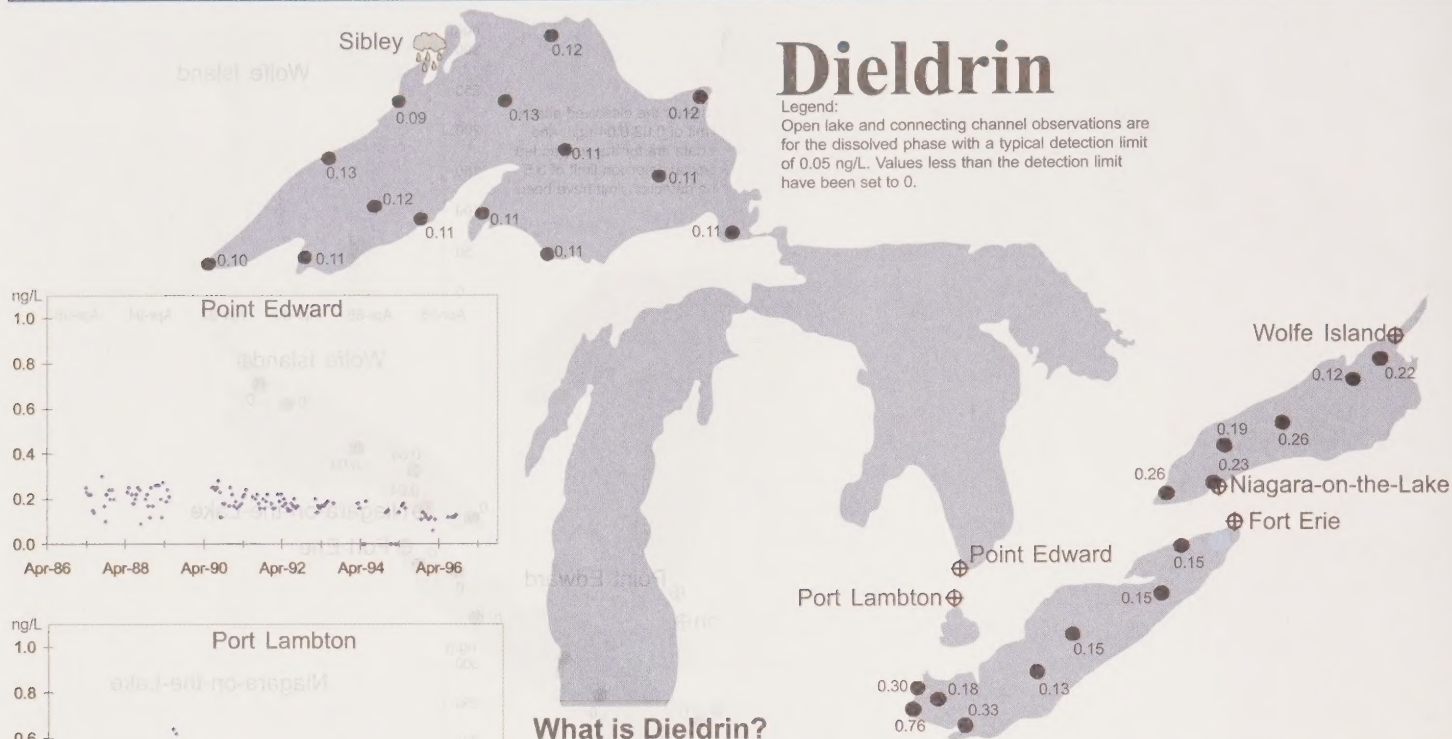 Dieldrin
Legend:
Open lake and connecting channel observations are
for the dissolved phase with a typical detection limit
of 0.05 ng/L. Values less than the detection limit
have been set to 0.
Sibley
0.12
0.09
0.13
0.12
0.13
0.11
0.12
0.11
0.11
0.11
0.11
0.10
0.11
0.11
ng/L
Point Edward
1.0
0.8
0.6
0.4
0.2
0.0
Apr-86
Apr-88
Apr-90
Apr-92
Apr-94
Apr-96
ng/L
Port Lambton
1.0
0.8
0.6
What is Dieldrin?
Wolfe Island
0.12
0.22
0.19
0.26
0.23
0.26
Niagara-on-the-Lake
Fort Erie
Point Edward
0.15
Port Lambton
0.15
0.15
0.13
0.30
0.18
0.33
0.76